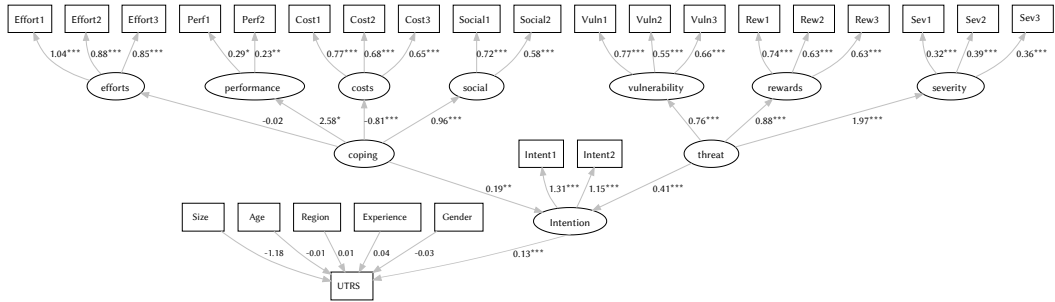 Effort1 Effort2 Effort3 Perf1 Perf2 Cost1 Cost2 Cost3 Social1 Social2 Vuln1 Vuln2 Vuln3 Rew1 Rew2 Rew3 Sev1 Sev2 Sev3
1.04*** 0.88*** 0.85*** 0.29* 0.23** 0.77*** 0.68*** 0.65*** 0.72*** 0.58*** 0.77*** 0.55*** 0.66*** 0.74*** 0.63*** 0.63*** 0.32*** 0.39*** 0.36***
efforts performance costs social vulnerability rewards severity
-0.02 2.58* -0.81*** 0.96*** 0.76*** 0.88*** 1.97***
coping Intent1 Intent2 threat
0.19** 1.31*** 1.15*** 0.41***
Size Age Region Experience Gender Intention
-1.18 -0.01 0.01 0.04 -0.03 0.13***
UTRS